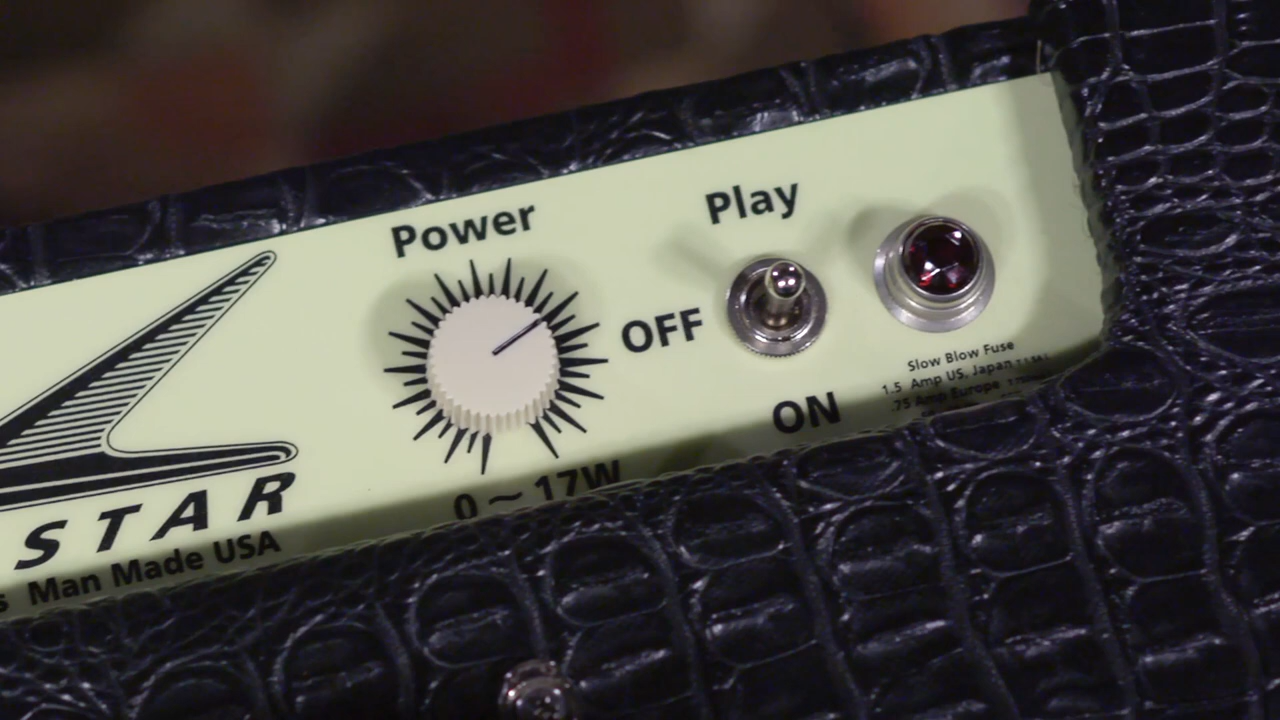 Power
Play
OFF
ON
0 ~ 17W
Slow Blow Fuse
1.5 Amp US, Japan
.75 Amp Europe
STAR
Man Made USA